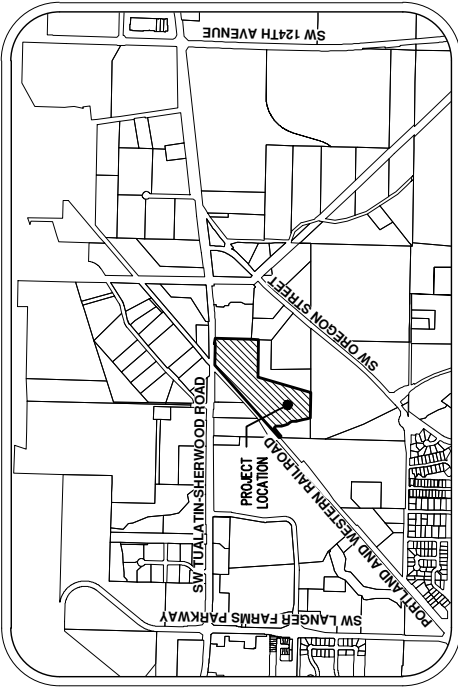 SW 124TH AVENUE
SW OREGON STREET
SW TUALATIN-SHERWOOD ROAD
PROJECT
LOCATION
PORTLAND AND WESTERN RAILROAD
SW LANGER FARMS PARKWAY